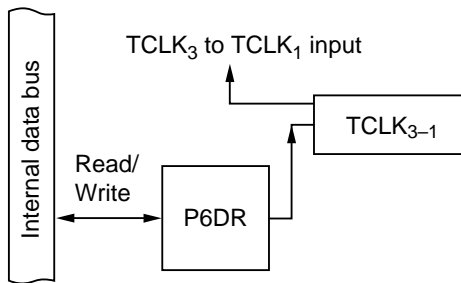 TCLK₃ to TCLK₁ input
TCLK₃₋₁
Internal data bus
Read/
Write
P6DR